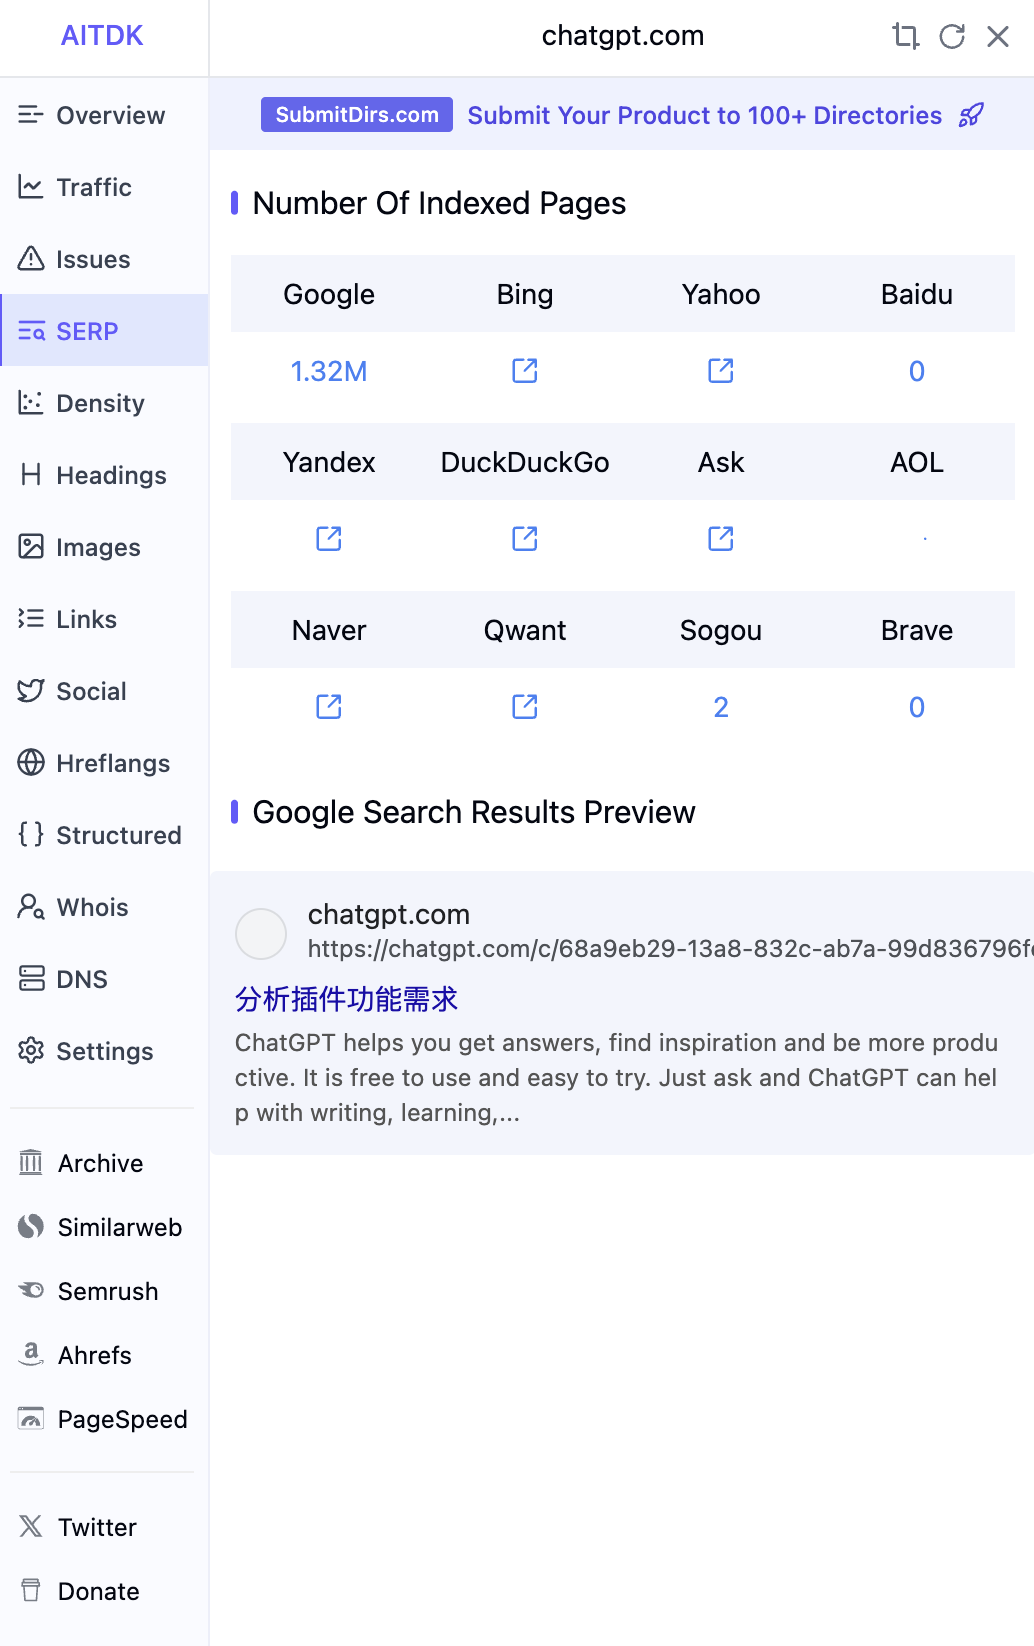 AITDK
chatgpt.com
Overview
Traffic
Issues
SERP
Density
Headings
Images
Links
Social
Hreflangs
Structured
Whois
DNS
Settings
Archive
Similarweb
Semrush
Ahrefs
PageSpeed
Twitter
Donate
SubmitDirs.com Submit Your Product to 100+ Directories
Number Of Indexed Pages
Google Bing Yahoo Baidu
1.32M 0
Yandex DuckDuckGo Ask AOL
Naver Qwant Sogou Brave
2 0
Google Search Results Preview
chatgpt.com
https://chatgpt.com/c/68a9eb29-13a8-832c-ab7a-99d836796f
分析插件功能需求
ChatGPT helps you get answers, find inspiration and be more produ
ctive. It is free to use and easy to try. Just ask and ChatGPT can hel
p with writing, learning,...